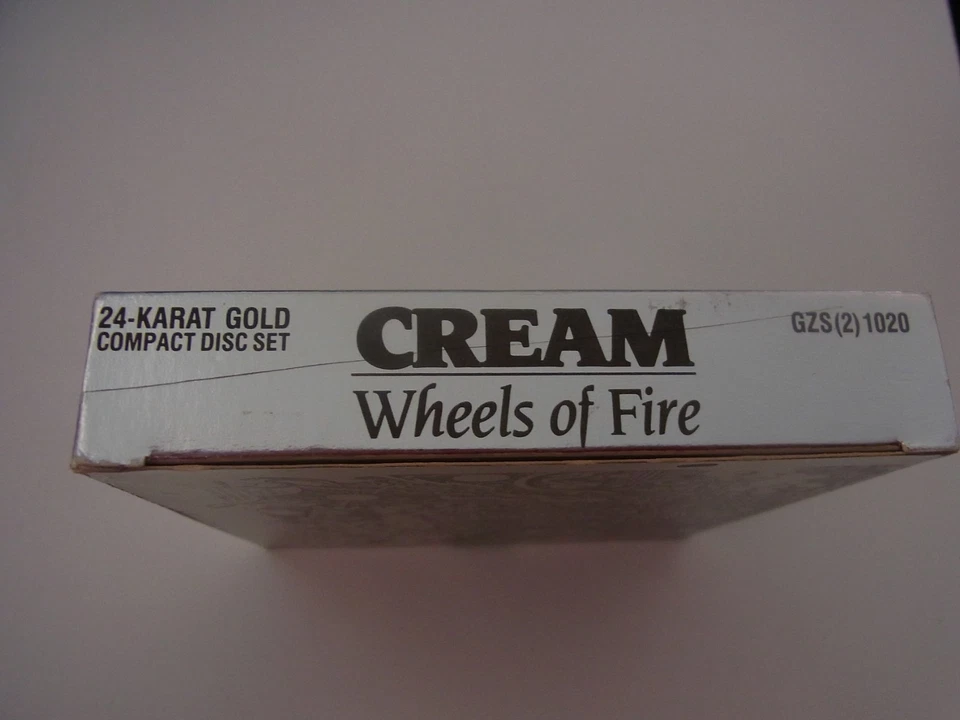 24-KARAT GOLD
COMPACT DISC SET
CREAM
Wheels of Fire
GZS(2)1020